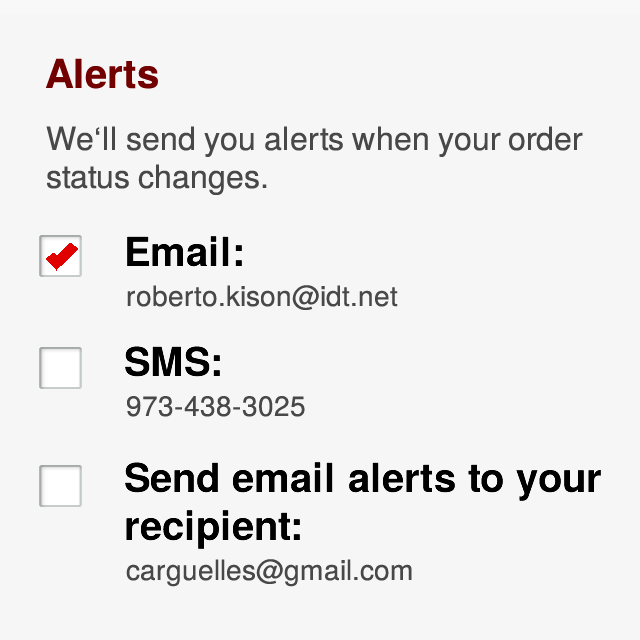 Alerts
We‘ll send you alerts when your order
status changes.
Email:
roberto.kison@idt.net
SMS:
973-438-3025
Send email alerts to your
recipient:
carguelles@gmail.com